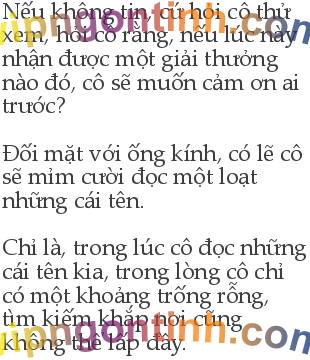 Nếu không tin, cứ hỏi cô thử
xem, hỏi cô rằng, nếu lúc này
nhận được một giải thưởng
nào đó, cô sẽ muốn cảm ơn ai
trước?
Đối mặt với ống kính, có lẽ cô
sẽ mỉm cười đọc một loạt
những cái tên.
Chỉ là, trong lúc cô đọc những
cái tên kia, trong lòng cô chỉ
có một khoảng trống rỗng,
tìm kiếm khắp nơi cũng
không thể lấp đầy.
vipngontinh.com
vipngontinh.com